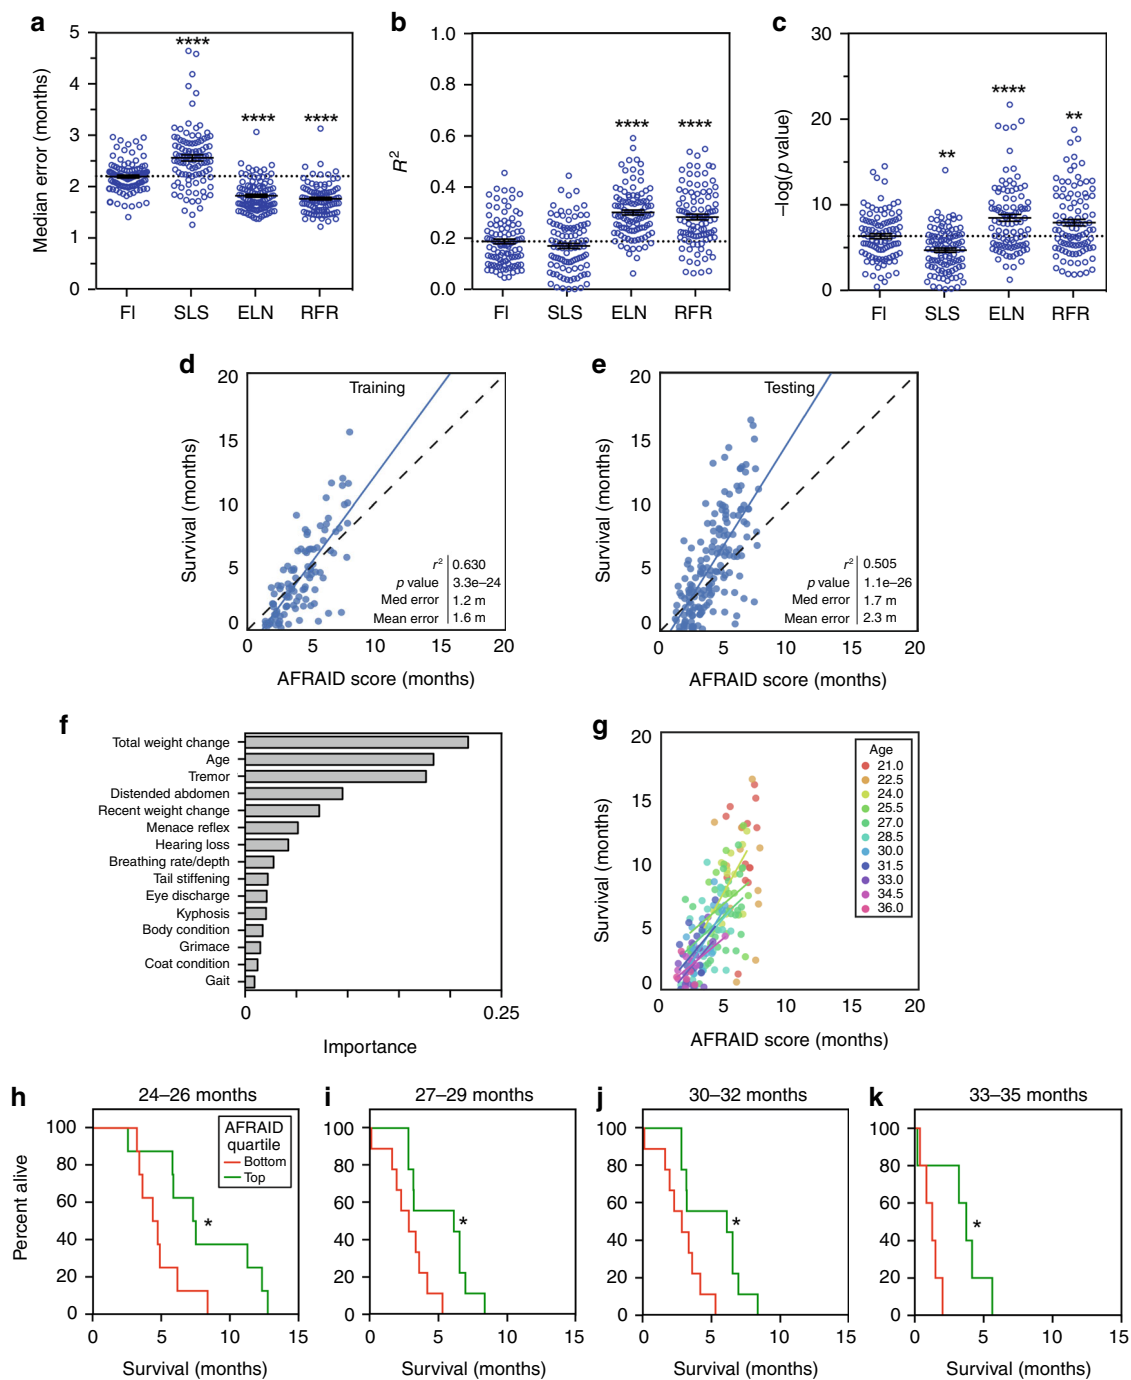 a
Median error (months)
5
4
3
2
1
0
****
****
****
FI SLS ELN RFR
b
R²
1.0
0.8
0.6
0.4
0.2
0.0
****
****
FI SLS ELN RFR
c
–log(p value)
30
20
10
0
**
****
**
FI SLS ELN RFR
d
Training
Survival (months)
20
15
10
5
0
r² 0.630
p value 3.3e–24
Med error 1.2 m
Mean error 1.6 m
0 5 10 15 20
AFRAID score (months)
e
Testing
Survival (months)
20
15
10
5
0
r² 0.505
p value 1.1e–26
Med error 1.7 m
Mean error 2.3 m
0 5 10 15 20
AFRAID score (months)
f
Total weight change
Age
Tremor
Distended abdomen
Recent weight change
Menace reflex
Hearing loss
Breathing rate/depth
Tail stiffening
Eye discharge
Kyphosis
Body condition
Grimace
Coat condition
Gait
0 0.25
Importance
g
Survival (months)
20
15
10
5
0
Age
21.0
22.5
24.0
25.5
27.0
28.5
30.0
31.5
33.0
34.5
36.0
0 5 10 15 20
AFRAID score (months)
h
24–26 months
Percent alive
100
80
60
40
20
0
AFRAID
quartile
Bottom
Top
*
0 5 10 15
Survival (months)
i
27–29 months
100
80
60
40
20
0
*
0 5 10 15
Survival (months)
j
30–32 months
100
80
60
40
20
0
*
0 5 10 15
Survival (months)
k
33–35 months
100
80
60
40
20
0
*
0 5 10 15
Survival (months)